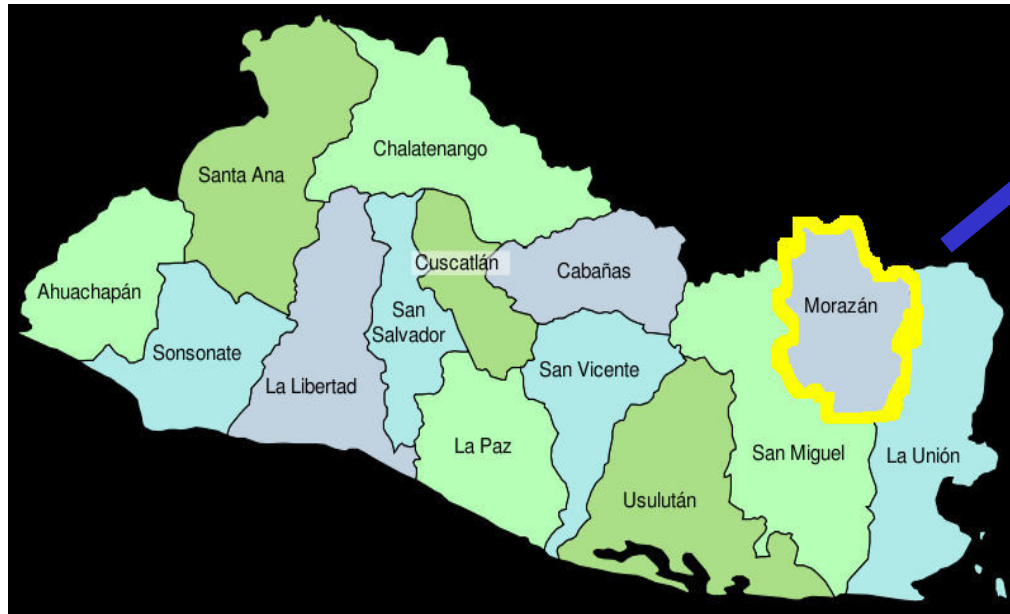 Chalatenango
Santa Ana
Cuscatlán
Cabañas
Ahuachapán
Morazán
San
Salvador
Sonsonate
San Vicente
La Libertad
La Paz
San Miguel
La Unión
Usulután